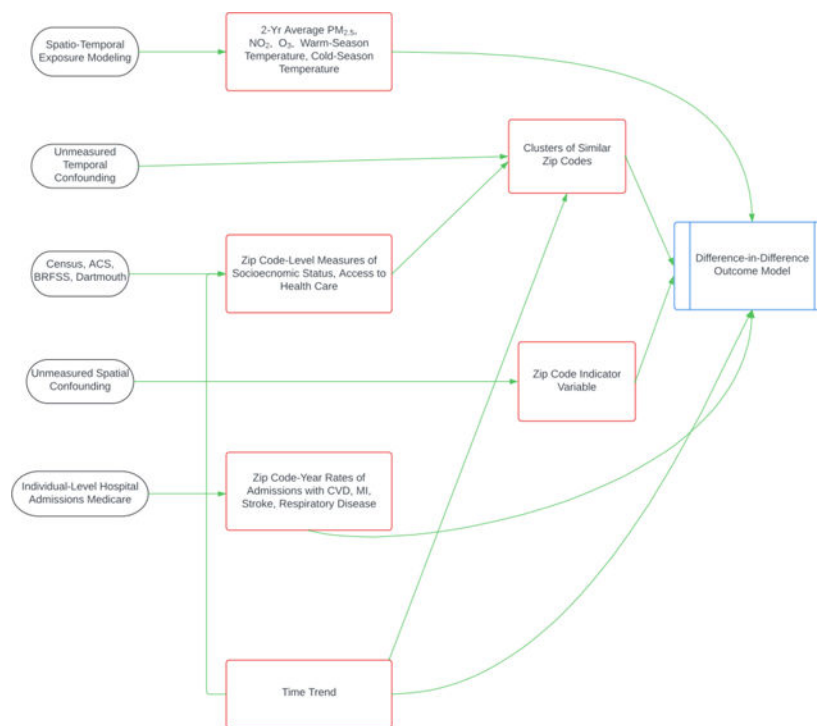 Spatio-Temporal
Exposure Modeling
2-Yr Average PM2.5,
NO2, O3, Warm-Season
Temperature, Cold-Season
Temperature
Unmeasured
Temporal
Confounding
Clusters of Similar
Zip Codes
Census, ACS,
BRFSS, Dartmouth
Zip Code-Level Measures of
Socioecnomic Status, Access to
Health Care
Difference-in-Difference
Outcome Model
Unmeasured Spatial
Confounding
Zip Code Indicator
Variable
Individual-Level Hospital
Admissions Medicare
Zip Code-Year Rates of
Admissions with CVD, MI,
Stroke, Respiratory Disease
Time Trend